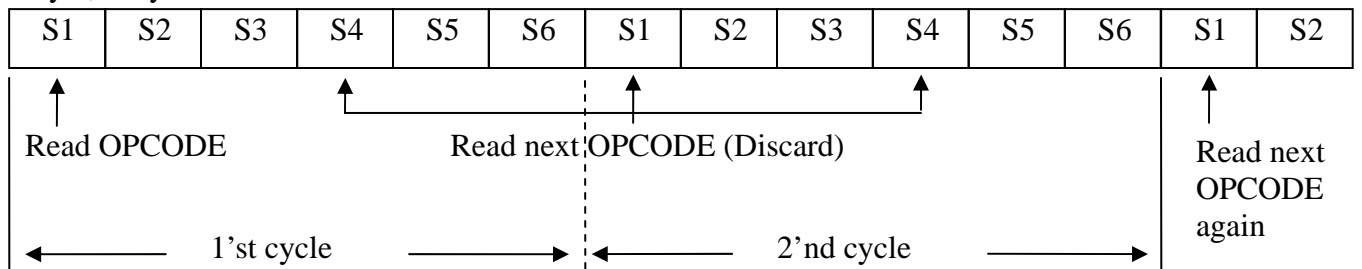 S1 S2 S3 S4 S5 S6 S1 S2 S3 S4 S5 S6 S1 S2
Read OPCODE
Read next OPCODE (Discard)
Read next
OPCODE
again
1'st cycle
2'nd cycle